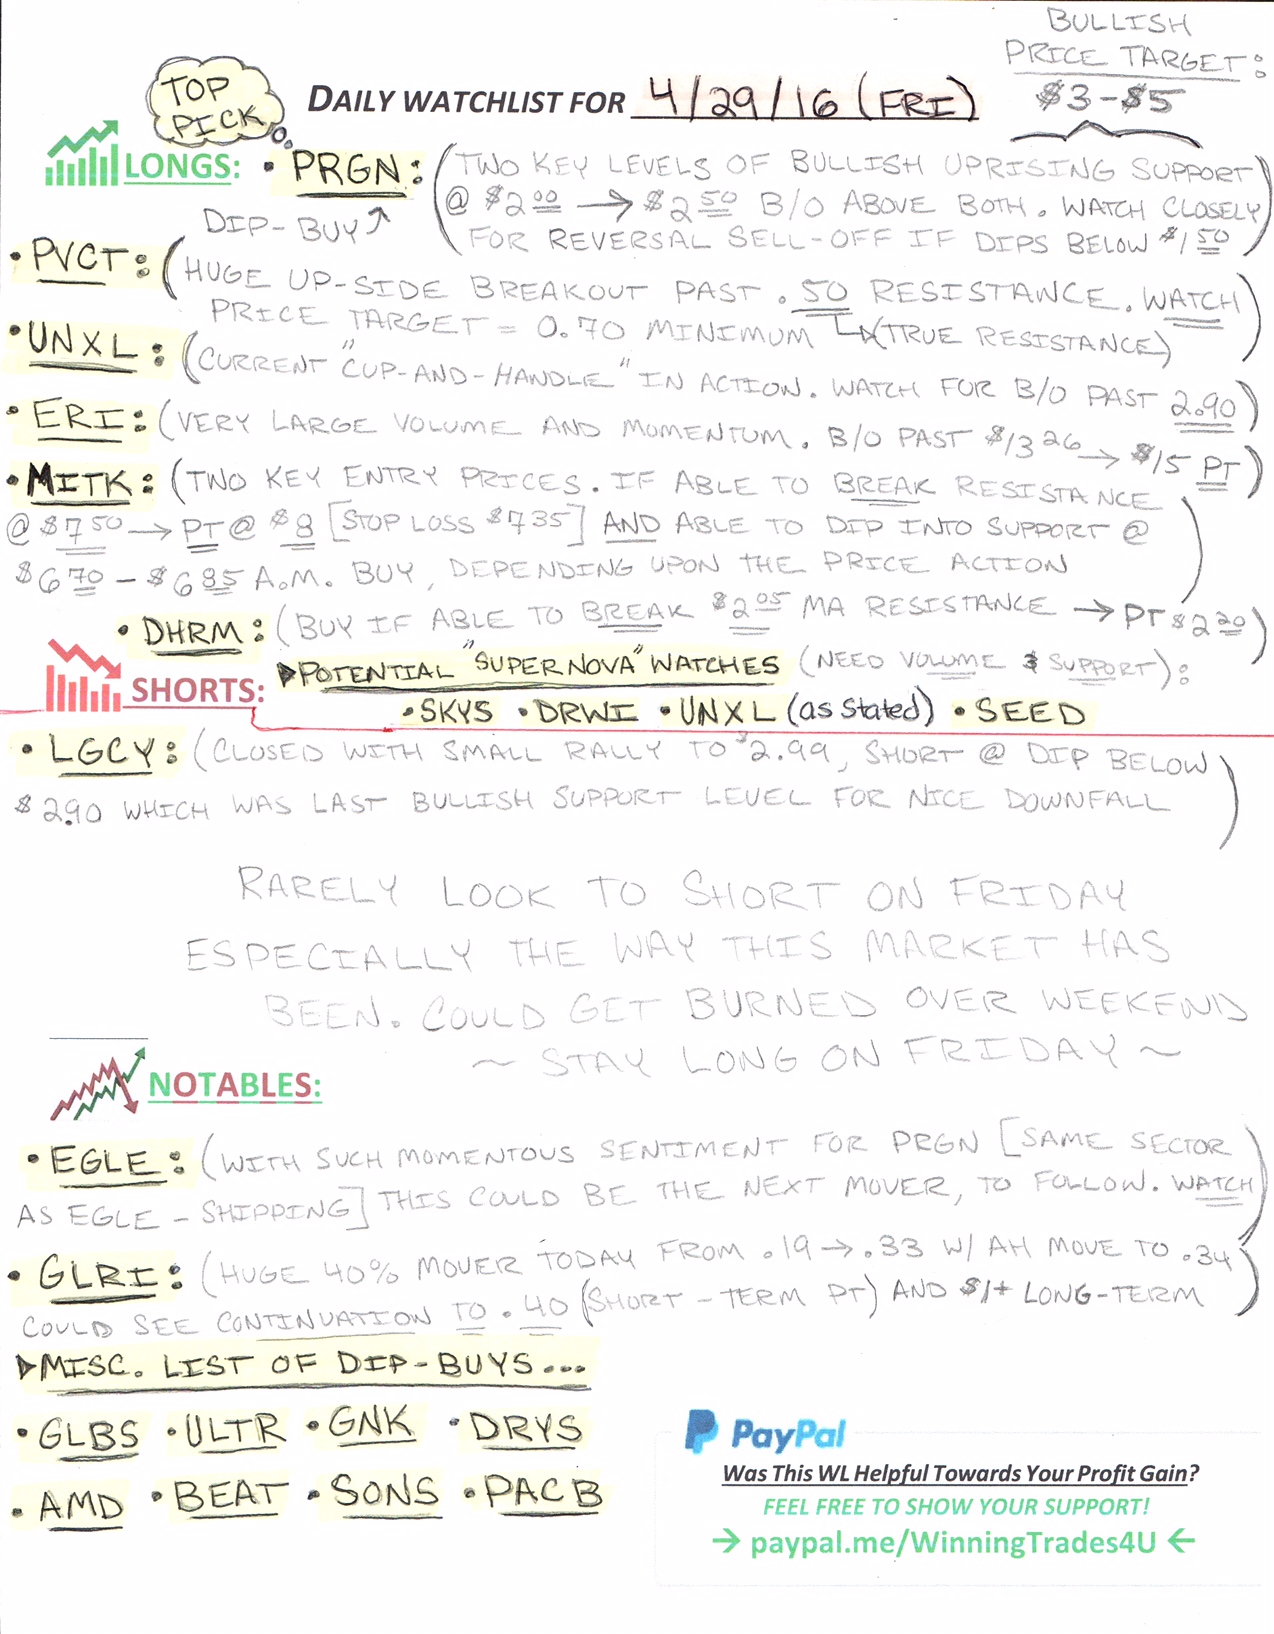 BULLISH
PRICE TARGET:
$3-$5
TOP
PICK
DAILY WATCHLIST FOR 4/29/16 (FRI)
LONGS: • PRGN: (TWO KEY LEVELS OF BULLISH UPRISING SUPPORT
@ $2.00 → $2.50 B/O ABOVE BOTH. WATCH CLOSELY
DIP-BUY↗ FOR REVERSAL SELL-OFF IF DIPS BELOW $1.50)
• PVCT: (HUGE UP-SIDE BREAKOUT PAST .50 RESISTANCE. WATCH
PRICE TARGET = 0.70 MINIMUM ↳(TRUE RESISTANCE))
• UNXL: (CURRENT "CUP-AND-HANDLE" IN ACTION. WATCH FOR B/O PAST 2.90)
• ERI: (VERY LARGE VOLUME AND MOMENTUM. B/O PAST $13.26 → $15 PT)
• MITK: (TWO KEY ENTRY PRICES. IF ABLE TO BREAK RESISTANCE
@ $7.50 → PT @ $8 [STOP LOSS $7.35] AND ABLE TO DIP INTO SUPPORT @
$6.70 - $6.85 A.M. BUY, DEPENDING UPON THE PRICE ACTION)
• DHRM: (BUY IF ABLE TO BREAK $2.05 MA RESISTANCE → PT $2.20)
▶POTENTIAL "SUPERNOVA" WATCHES (NEED VOLUME & SUPPORT):
SHORTS:
• SKYS • DRWI • UNXL (as stated) • SEED
• LGCY: (CLOSED WITH SMALL RALLY TO $2.99, SHORT @ DIP BELOW
$2.90 WHICH WAS LAST BULLISH SUPPORT LEVEL FOR NICE DOWNFALL)
RARELY LOOK TO SHORT ON FRIDAY
ESPECIALLY THE WAY THIS MARKET HAS
BEEN. COULD GET BURNED OVER WEEKEND
~ STAY LONG ON FRIDAY ~
NOTABLES:
• EGLE: (WITH SUCH MOMENTOUS SENTIMENT FOR PRGN [SAME SECTOR
AS EGLE - SHIPPING] THIS COULD BE THE NEXT MOVER, TO FOLLOW. WATCH)
• GLRI: (HUGE 40% MOVER TODAY FROM .19 → .33 W/ AH MOVE TO .34
COULD SEE CONTINUATION TO .40 (SHORT-TERM PT) AND $1+ LONG-TERM)
▶MISC. LIST OF DIP-BUYS...
• GLBS • ULTR • GNK • DRYS
• AMD • BEAT • SONS • PACB
PayPal
Was This WL Helpful Towards Your Profit Gain?
FEEL FREE TO SHOW YOUR SUPPORT!
→ paypal.me/WinningTrades4U ←